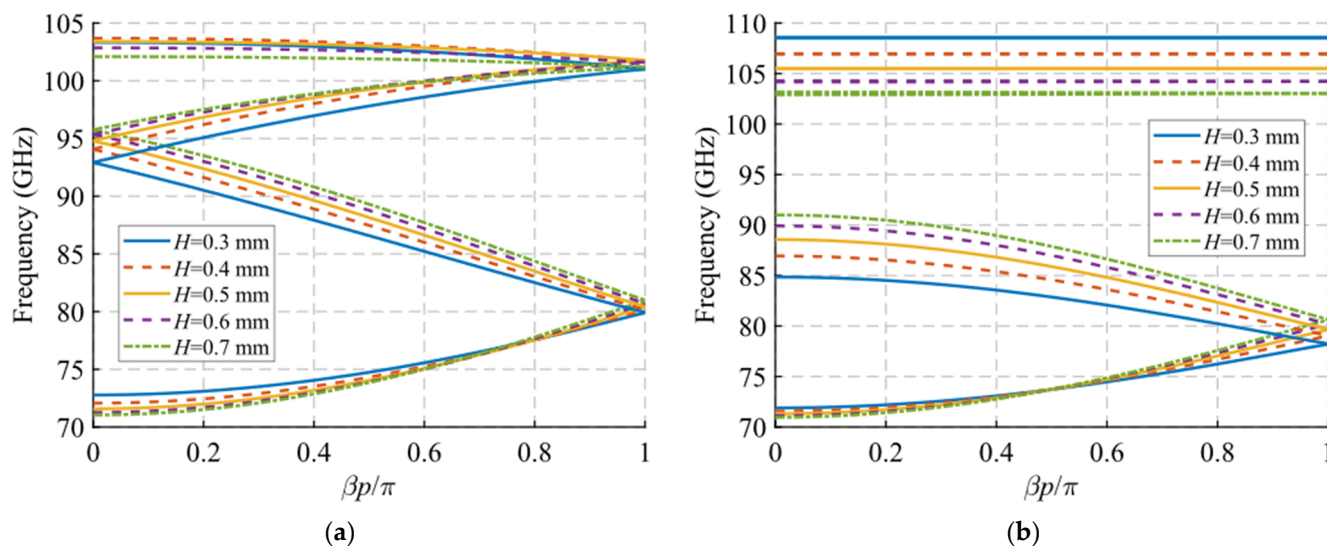 105
100
95
90
85
80
75
70
Frequency (GHz)
H=0.3 mm
H=0.4 mm
H=0.5 mm
H=0.6 mm
H=0.7 mm
0
0.2
0.4
0.6
0.8
1
βp/π
(a)
110
105
100
95
90
85
80
75
70
Frequency (GHz)
H=0.3 mm
H=0.4 mm
H=0.5 mm
H=0.6 mm
H=0.7 mm
0
0.2
0.4
0.6
0.8
1
βp/π
(b)